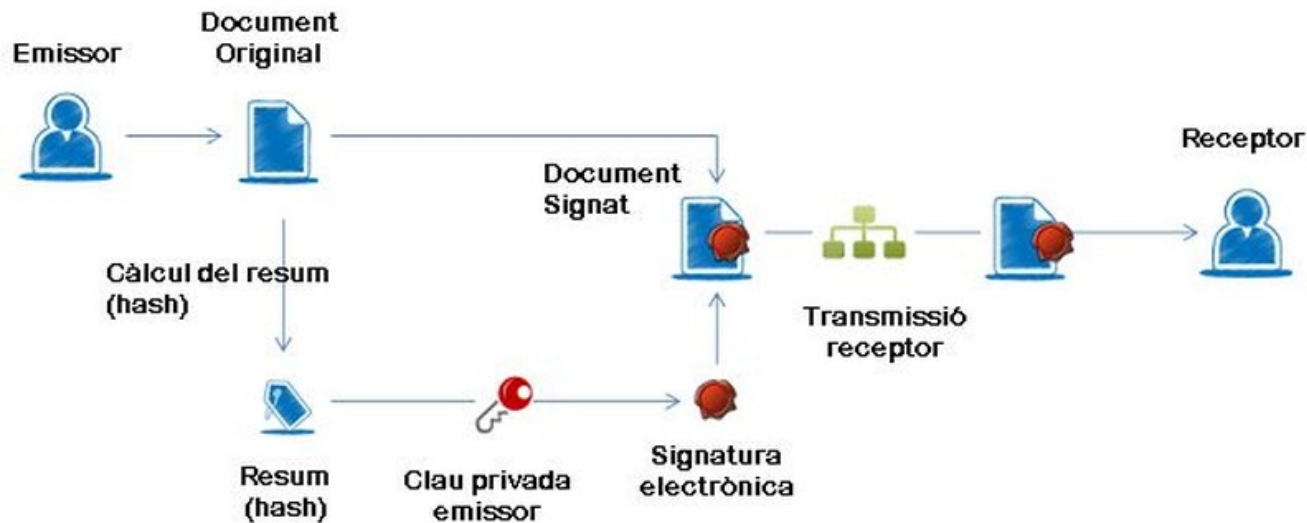 Emissor
Document
Original
Receptor
Document
Signat
Càlcul del resum
(hash)
Transmissió
receptor
Resum
(hash)
Clau privada
emissor
Signatura
electrònica